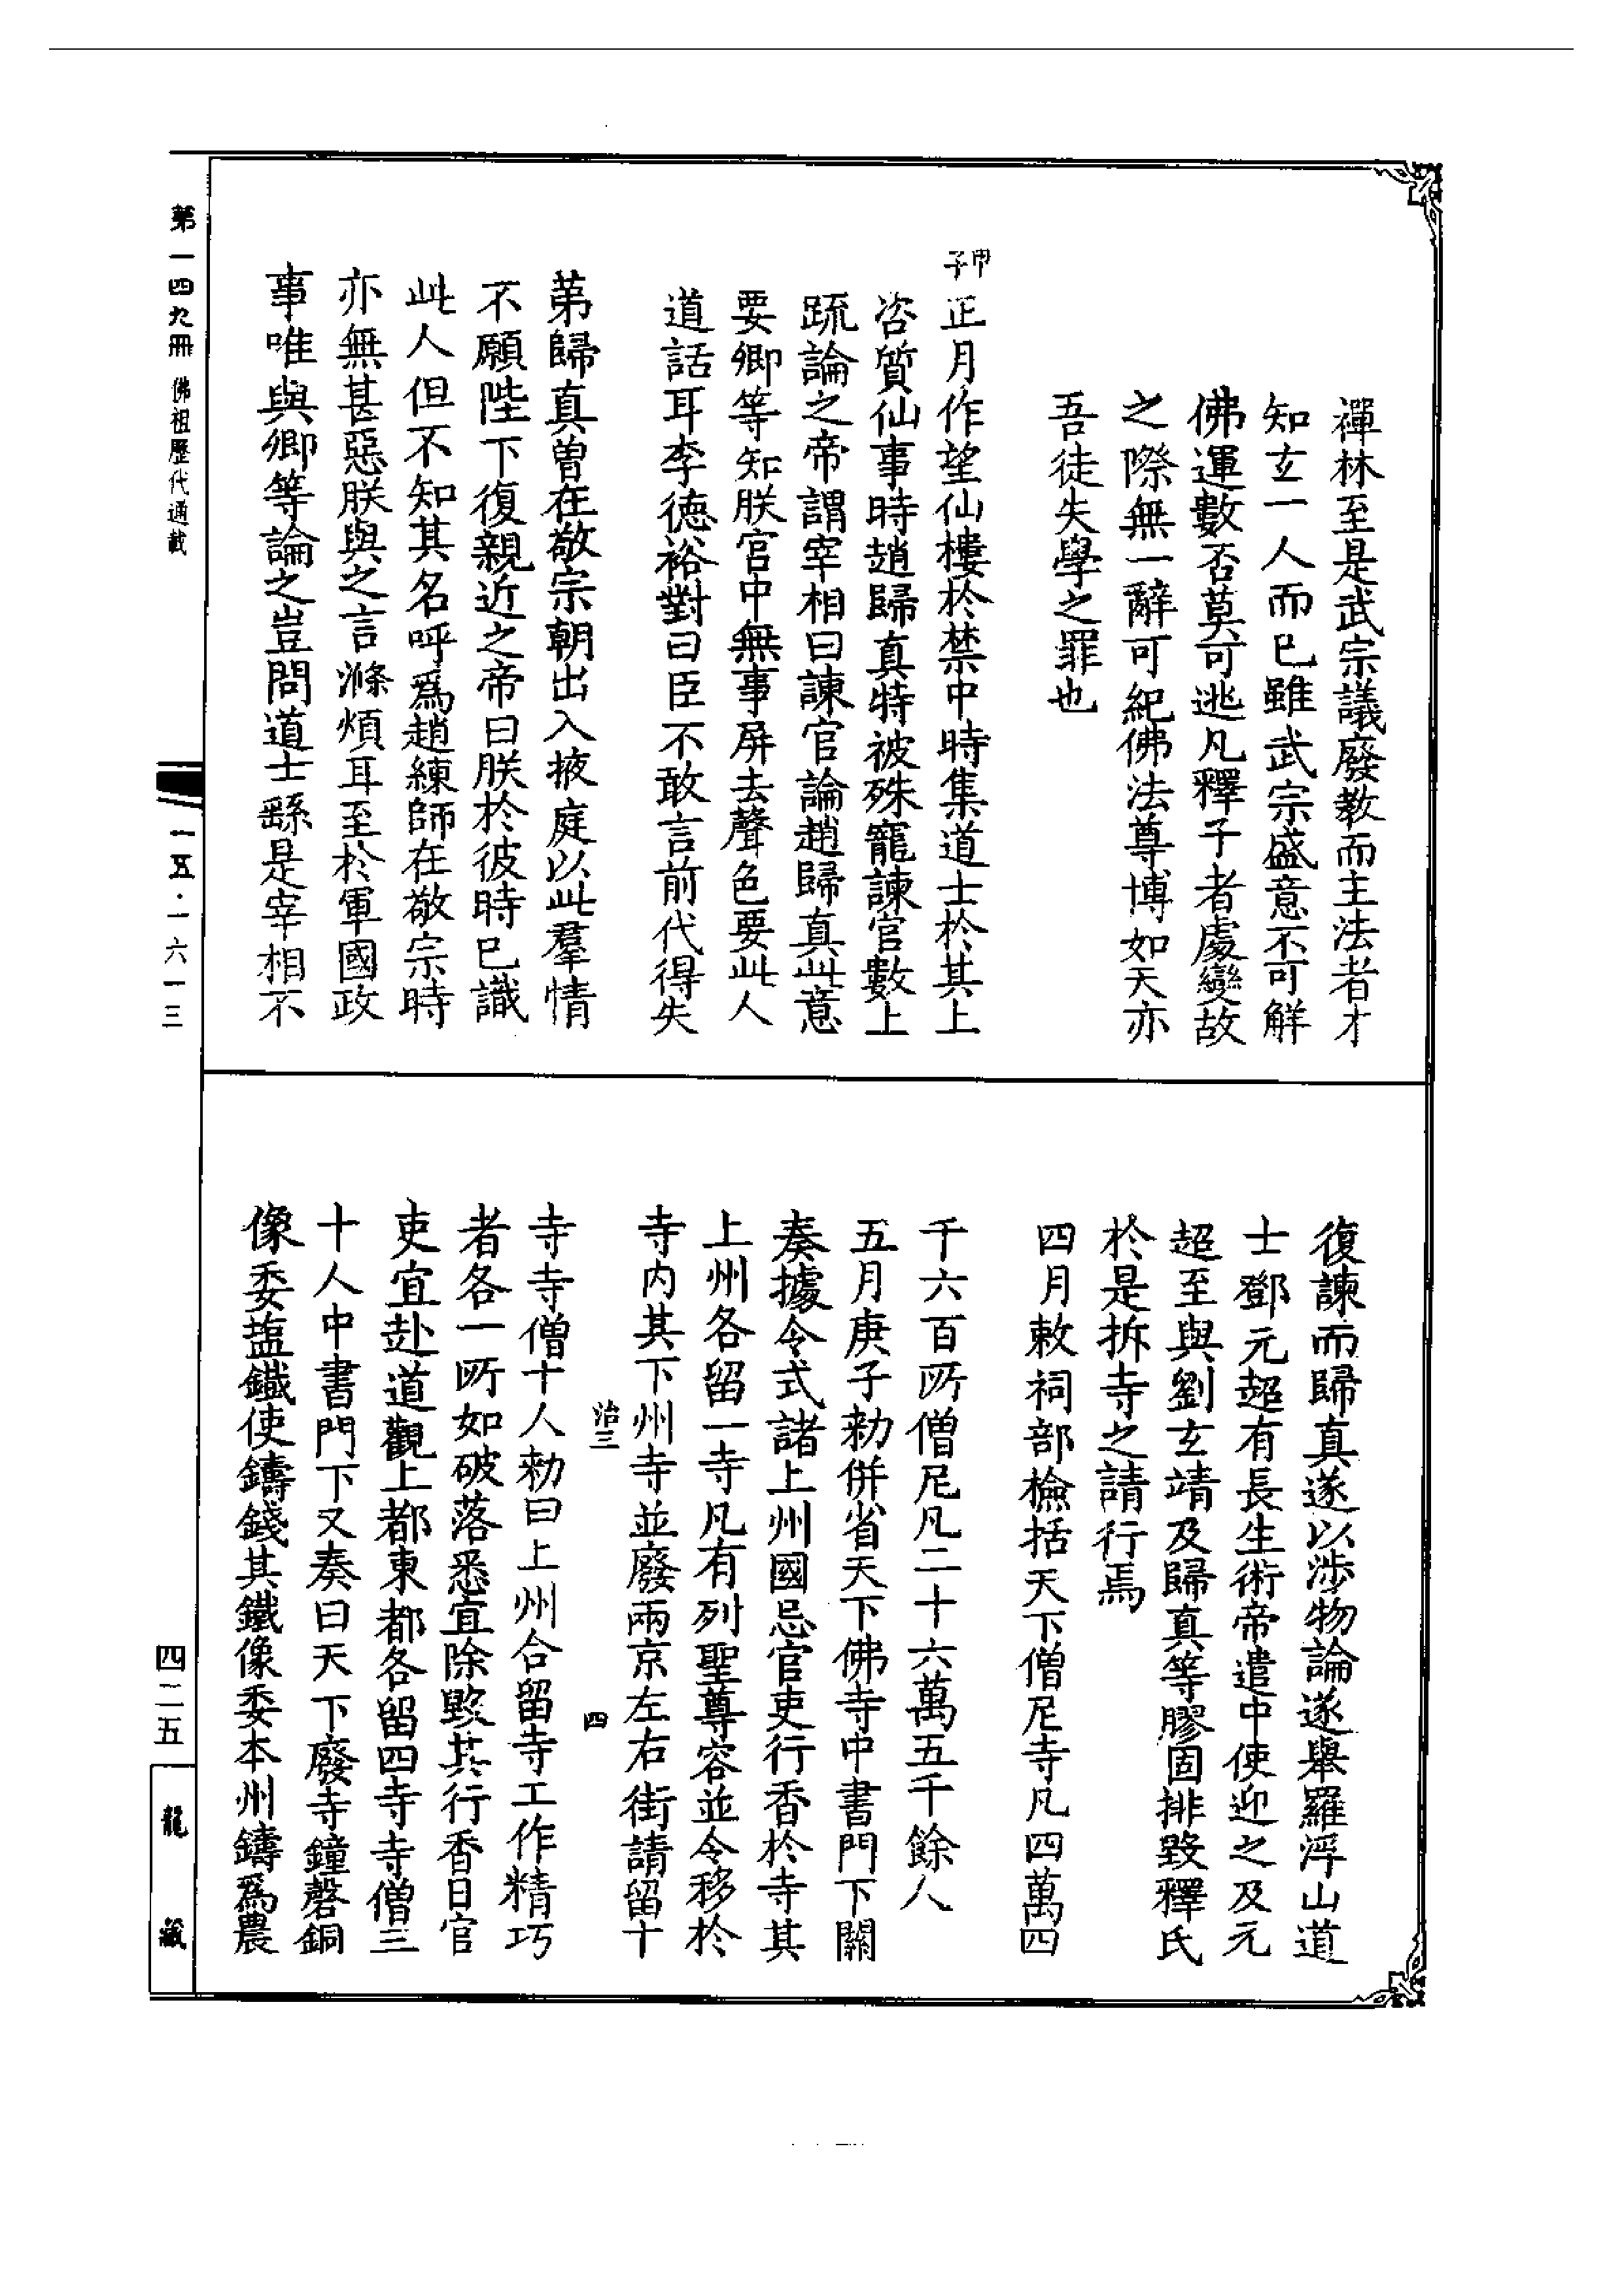 禪林至是武宗議廢教而主法者才
知玄一人而已雖武宗盛意不可解
佛運數否莫可逃凡釋子者處變故
之際無一辭可紀佛法尊博如天亦
吾徒失學之罪也
甲子
正月作望仙樓於禁中時集道士於其上
咨質仙事時趙歸真特被殊寵諫官數上
疏論之帝謂宰相曰諫官論趙歸真此意
要卿等知朕官中無事屏去聲色要此人
道話耳李德裕對曰臣不敢言前代得失
苐歸真曽在敬宗朝出入掖庭以此羣情
不願陛下復親近之帝曰朕於彼時已識
此人但不知其名呼爲趙練師在敬宗時
亦無甚惡朕與之言滌煩耳至於軍國政
事唯與卿等論之豈問道士繇是宰相不
復諫而歸真遂以涉物論遂舉羅浮山道
士鄧元超有長生術帝遣中使迎之及元
超至與劉玄靖及歸真等膠固排毀釋氏
於是拆寺之請行焉
四月敕祠部檢括天下僧尼寺凡四萬四
千六百所僧尼凡二十六萬五千餘人
五月庚子勑併省天下佛寺中書門下關
奏據令式諸上州國忌官吏行香於寺其
上州各留一寺凡有列聖尊容並令移於
寺内其下州寺並廢兩京左右街請留十
治三
四
寺寺僧十人勑曰上州合留寺工作精巧
者各一所如破落悉宜除毀其行香日官
吏宜赴道觀上都東都各留四寺寺僧三
十人中書門下又奏曰天下廢寺鐘磬銅
像委塩鐵使鑄錢其鐵像委本州鑄爲農
第一四九冊
佛祖歷代通載
一五·一六一三
四二五
龍藏